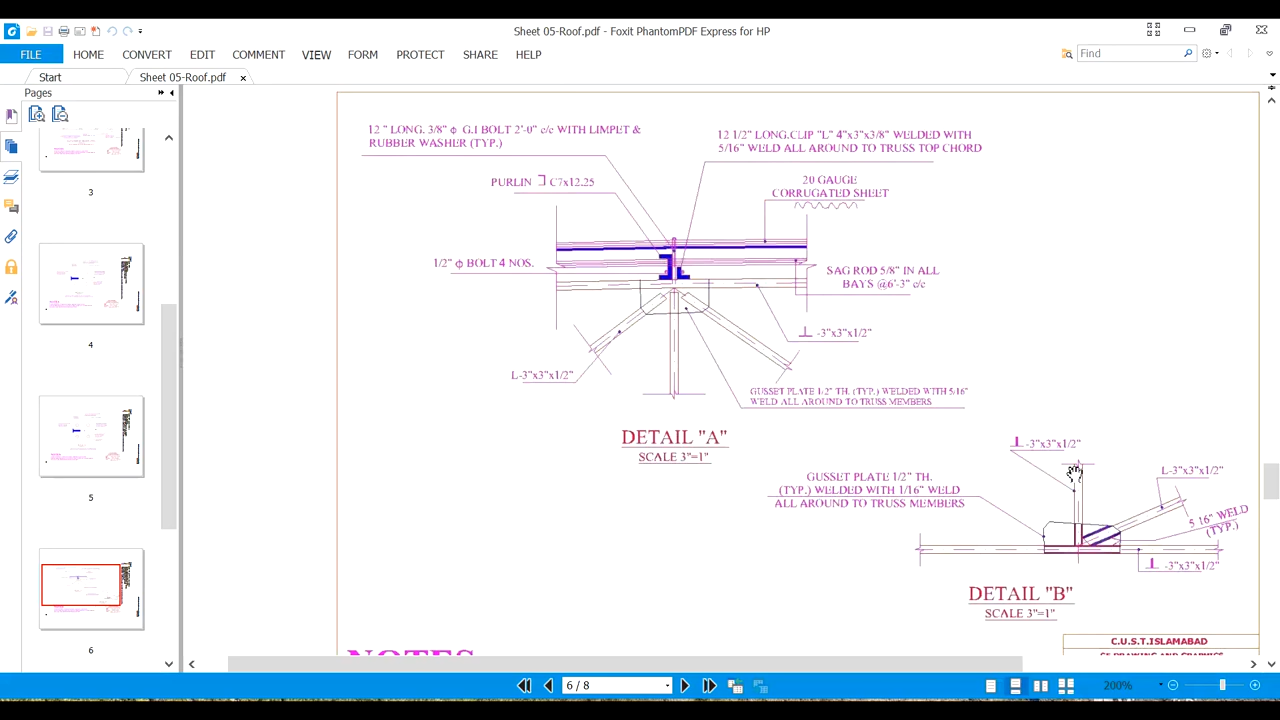 Sheet 05-Roof.pdf - Foxit PhantomPDF Express for HP
FILE HOME CONVERT EDIT COMMENT VIEW FORM PROTECT SHARE HELP
Find
Start
Sheet 05-Roof.pdf
Pages
3
4
5
6
12 " LONG. 3/8" φ G.I BOLT 2'-0" c/c WITH LIMPET &
RUBBER WASHER (TYP.)
12 1/2" LONG.CLIP "L" 4"x3"x3/8" WELDED WITH
5/16" WELD ALL AROUND TO TRUSS TOP CHORD
PURLIN C7x12.25
20 GAUGE
CORRUGATED SHEET
1/2" φ BOLT 4 NOS.
SAG ROD 5/8" IN ALL
BAYS @6'-3" c/c
-3"x3"x1/2"
L-3"x3"x1/2"
GUSSET PLATE 1/2" TH. (TYP.) WELDED WITH 5/16"
WELD ALL AROUND TO TRUSS MEMBERS
DETAIL "A"
SCALE 3"=1"
-3"x3"x1/2"
L-3"x3"x1/2"
GUSSET PLATE 1/2" TH.
(TYP.) WELDED WITH 1/16" WELD
ALL AROUND TO TRUSS MEMBERS
5 16" WELD
(TYP.)
-3"x3"x1/2"
DETAIL "B"
SCALE 3"=1"
C.U.S.T.ISLAMABAD
NOTES
6 / 8
200%